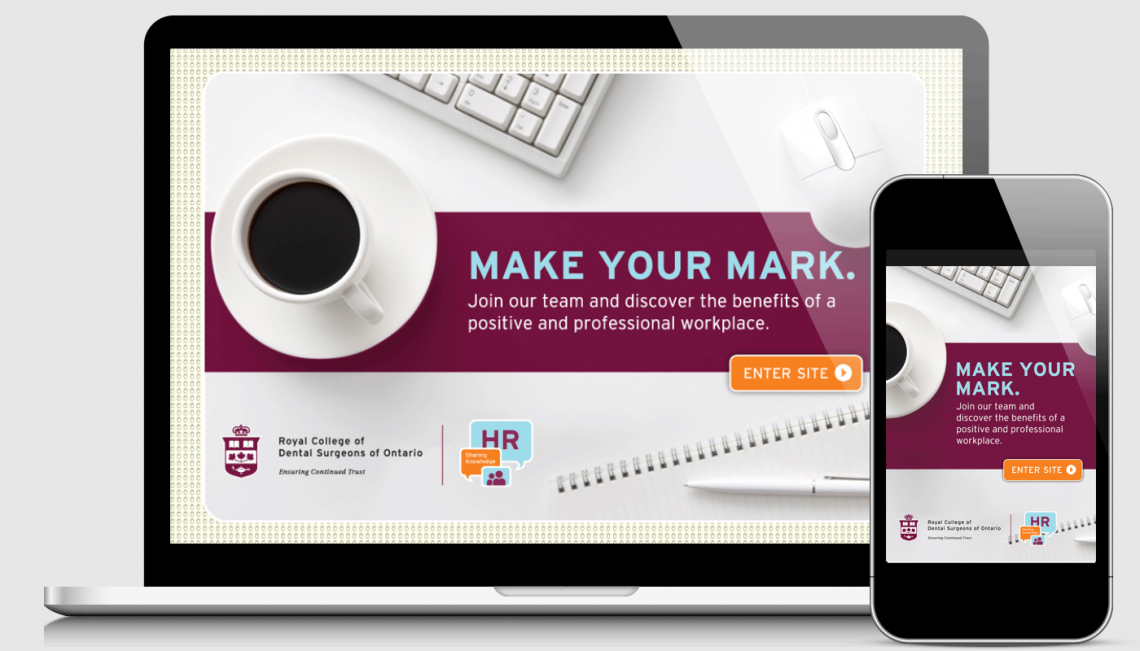 MAKE YOUR MARK.
Join our team and discover the benefits of a
positive and professional workplace.
ENTER SITE
Royal College of
Dental Surgeons of Ontario
Ensuring Continued Trust
HR
Sharing
Knowledge
MAKE YOUR
MARK.
Join our team and
discover the benefits of a
positive and professional
workplace.
ENTER SITE
Royal College of
Dental Surgeons of Ontario
Ensuring Continued Trust
HR